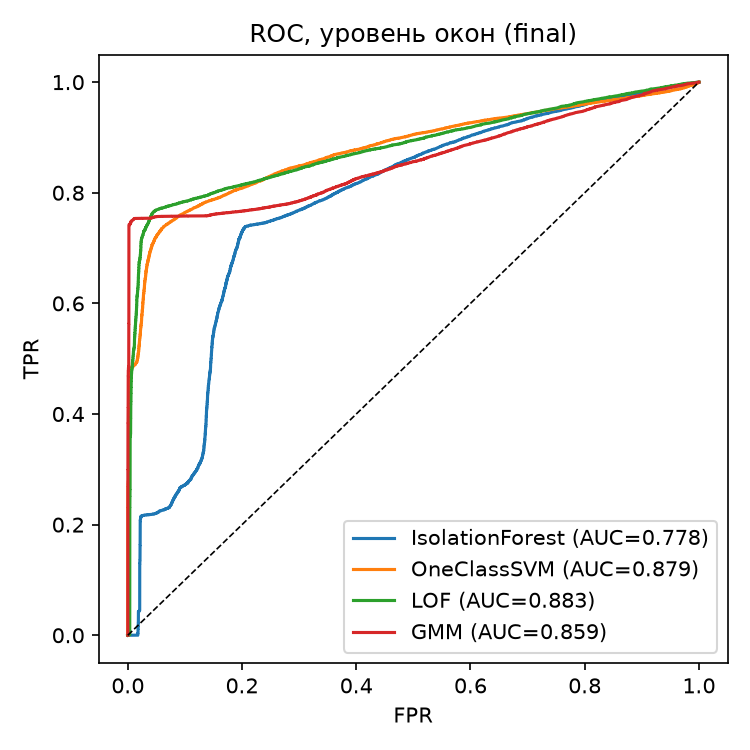 ROC, уровень окон (final)
TPR
1.0
0.8
0.6
0.4
0.2
0.0
0.0 0.2 0.4 0.6 0.8 1.0
FPR
IsolationForest (AUC=0.778)
OneClassSVM (AUC=0.879)
LOF (AUC=0.883)
GMM (AUC=0.859)